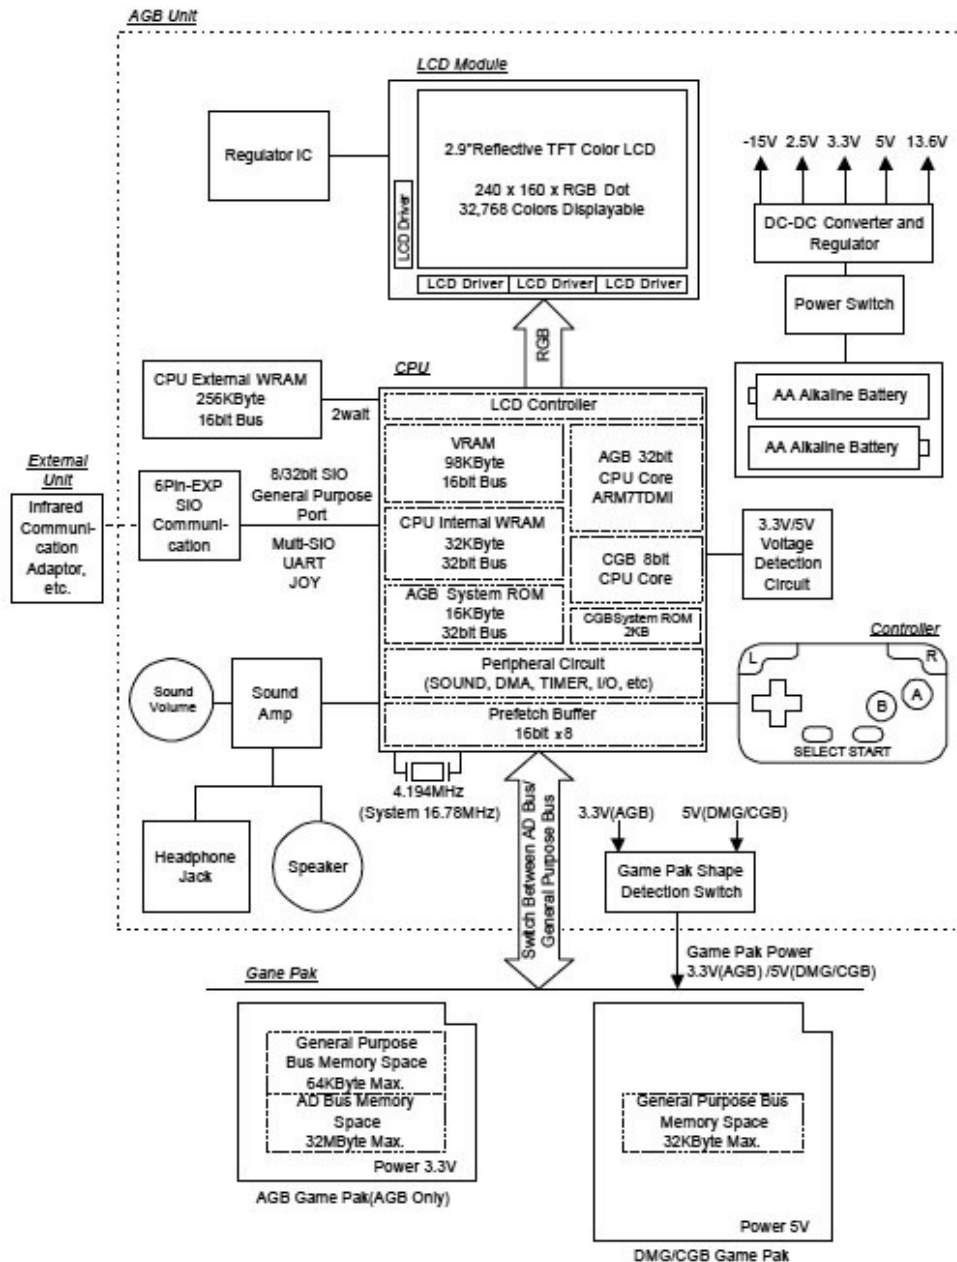 AGB Unit
LCD Module
Regulator IC
2.9"Reflective TFT Color LCD
240 x 160 x RGB Dot
32,768 Colors Displayable
LCD Driver
LCD Driver
LCD Driver
LCD Driver
-15V
2.5V
3.3V
5V
13.6V
DC-DC Converter and
Regulator
Power Switch
AA Alkaline Battery
AA Alkaline Battery
RGB
CPU
CPU External WRAM
256KByte
16bit Bus
2wait
LCD Controller
VRAM
98KByte
16bit Bus
AGB 32bit
CPU Core
ARM7TDMI
External
Unit
Infrared
Communi-
cation
Adaptor,
etc.
6Pin-EXP
SIO
Communi-
cation
8/32bit SIO
General Purpose
Port
Multi-SIO
UART
JOY
CPU Internal WRAM
32KByte
32bit Bus
CGB 8bit
CPU Core
3.3V/5V
Voltage
Detection
Circuit
AGB System ROM
16KByte
32bit Bus
CGBSystem ROM
2KB
Controller
L
R
A
B
SELECT
START
Peripheral Circuit
(SOUND, DMA, TIMER, I/O, etc)
Prefetch Buffer
16bit x 8
Sound
Volume
Sound
Amp
Headphone
Jack
Speaker
4.194MHz
(System 16.78MHz)
Switch Between AD Bus/
General Purpose Bus
3.3V(AGB)
5V(DMG/CGB)
Game Pak Shape
Detection Switch
Game Pak Power
3.3V(AGB) /5V(DMG/CGB)
Gane Pak
General Purpose
Bus Memory Space
64KByte Max.
AD Bus Memory
Space
32MByte Max.
Power 3.3V
AGB Game Pak(AGB Only)
General Purpose Bus
Memory Space
32KByte Max.
Power 5V
DMG/CGB Game Pak